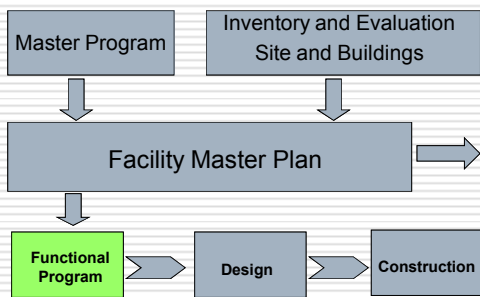 Master Program
Inventory and Evaluation
Site and Buildings
Facility Master Plan
Functional
Program
Design
Construction